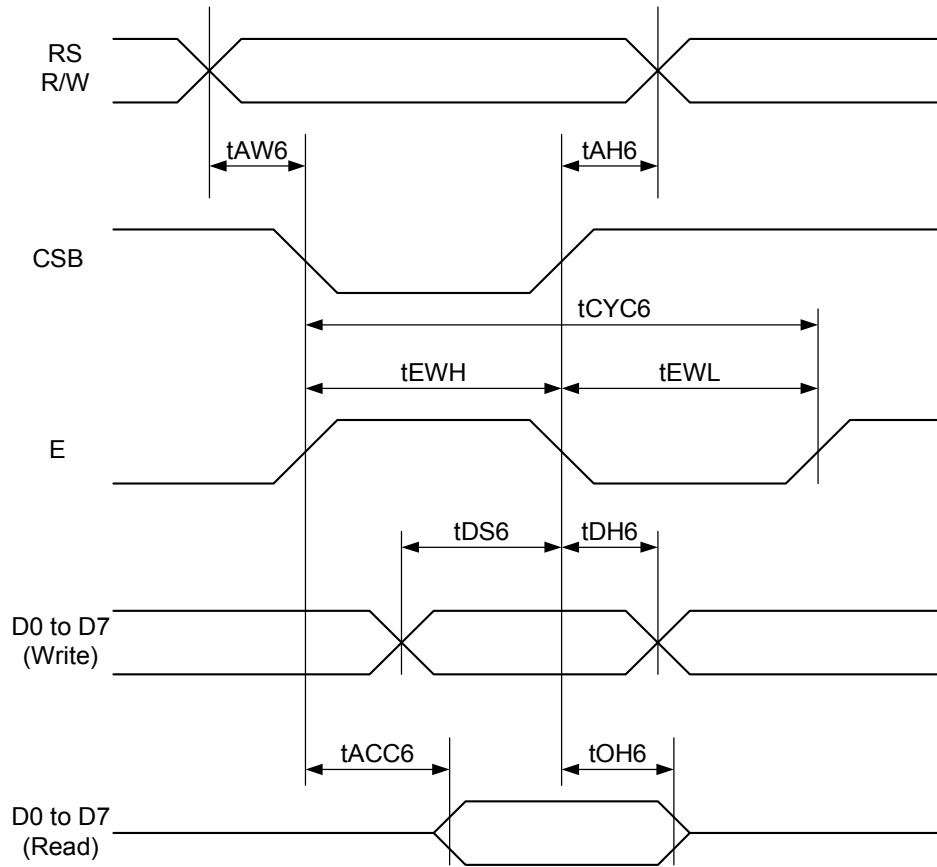 RS
R/W
tAW6
tAH6
CSB
tCYC6
tEWH
tEWL
E
tDS6
tDH6
D0 to D7
(Write)
tACC6
tOH6
D0 to D7
(Read)